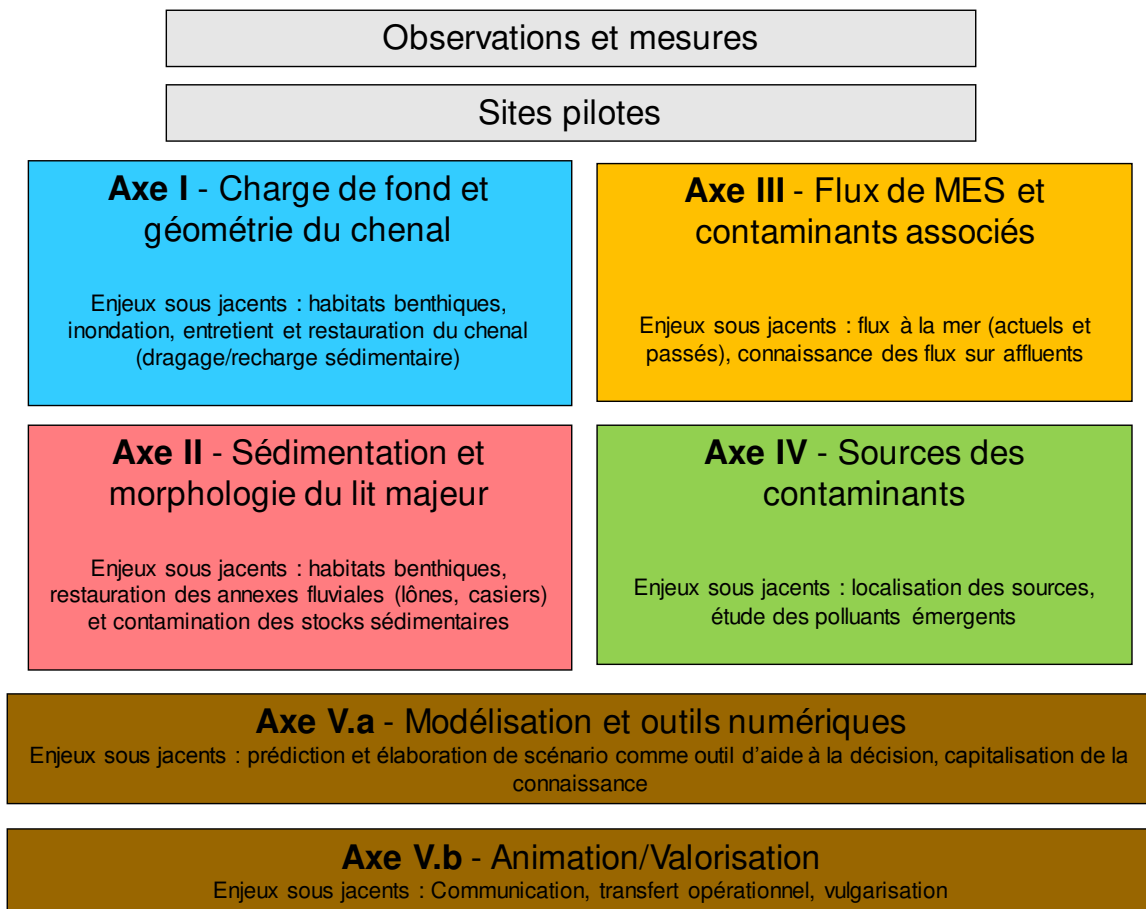 Observations et mesures
Sites pilotes
Axe I - Charge de fond et
géométrie du chenal
Enjeux sous jacents : habitats benthiques,
inondation, entretient et restauration du chenal
(dragage/recharge sédimentaire)
Axe III - Flux de MES et
contaminants associés
Enjeux sous jacents : flux à la mer (actuels et
passés), connaissance des flux sur affluents
Axe II - Sédimentation et
morphologie du lit majeur
Enjeux sous jacents : habitats benthiques,
restauration des annexes fluviales (lônes, casiers)
et contamination des stocks sédimentaires
Axe IV - Sources des
contaminants
Enjeux sous jacents : localisation des sources,
étude des polluants émergents
Axe V.a - Modélisation et outils numériques
Enjeux sous jacents : prédiction et élaboration de scénario comme outil d'aide à la décision, capitalisation de la
connaissance
Axe V.b - Animation/Valorisation
Enjeux sous jacents : Communication, transfert opérationnel, vulgarisation